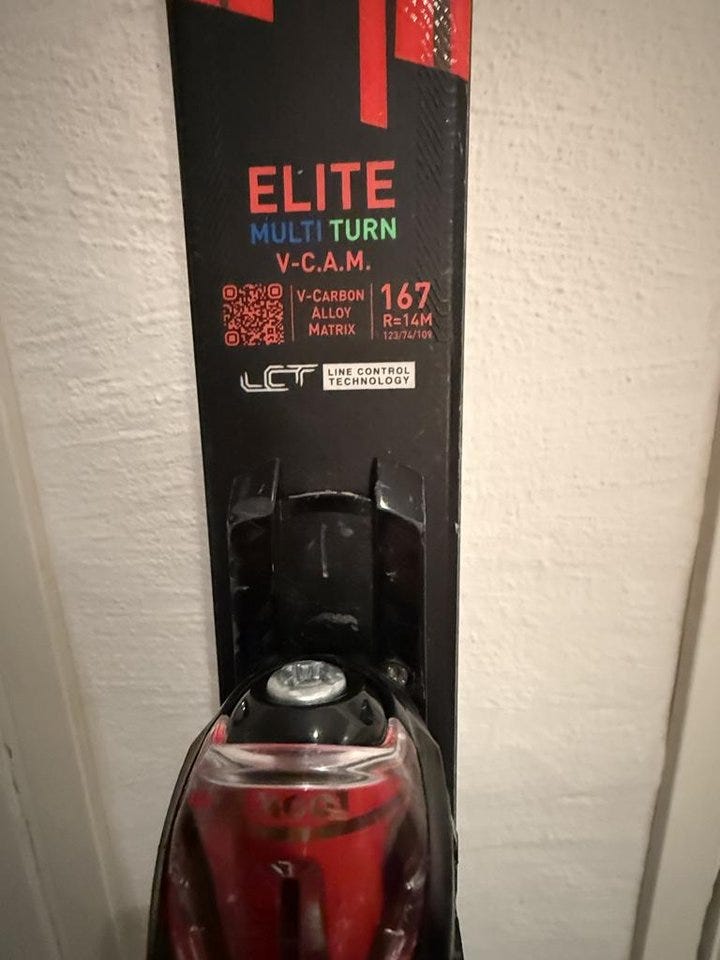 ELITE
MULTI TURN
V-C.A.M.
V-CARBON
ALLOY
MATRIX
167
R=14M
123/74/109
LCT
LINE CONTROL
TECHNOLOGY